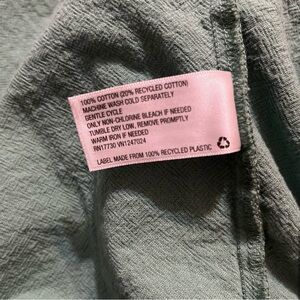 100% COTTON (20% RECYCLED COTTON)
MACHINE WASH COLD SEPARATELY
GENTLE CYCLE
ONLY NON-CHLORINE BLEACH IF NEEDED
TUMBLE DRY LOW, REMOVE PROMPTLY
WARM IRON IF NEEDED
RN17730 VN1247024
LABEL MADE FROM 100% RECYCLED PLASTIC